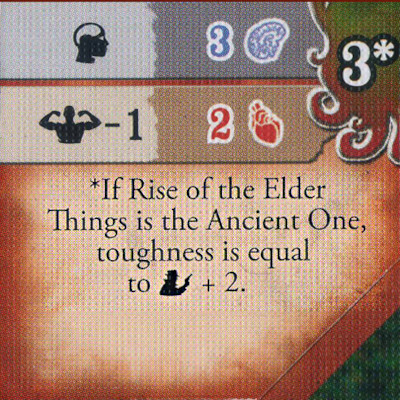 3
3*
-1
2
*If Rise of the Elder
Things is the Ancient One,
toughness is equal
to + 2.